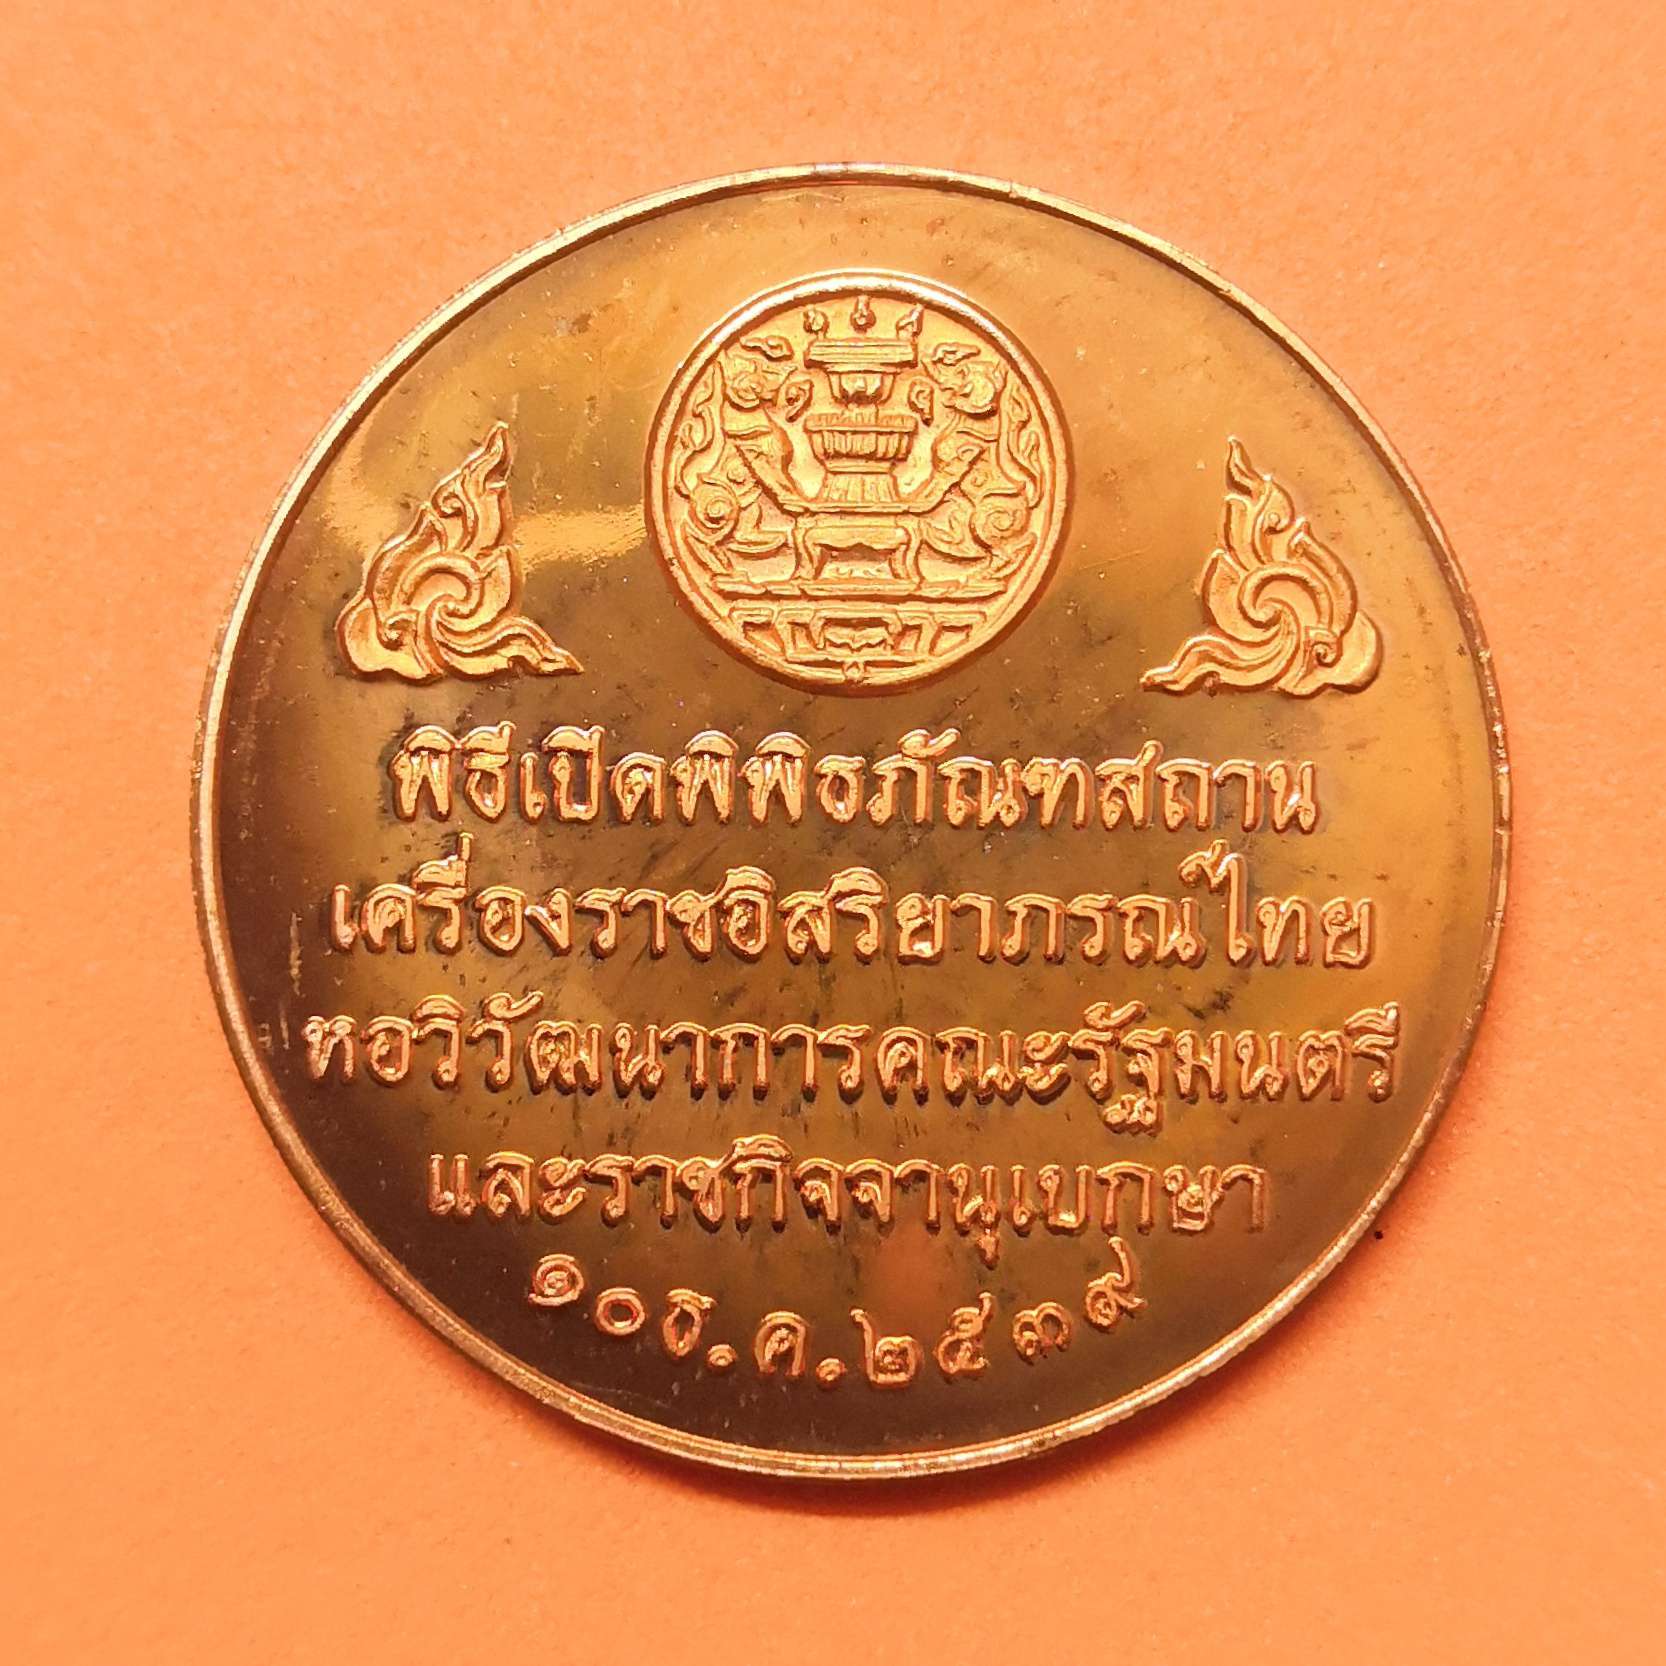 พิธีเปิดพิพิธภัณฑสถาน
เครื่องราชอิสริยาภรณ์ไทย
หอวิวัฒนาการคณะรัฐมนตรี
และราชกิจจานุเบกษา
๑๐ ธ.ค.๒๕๓๙